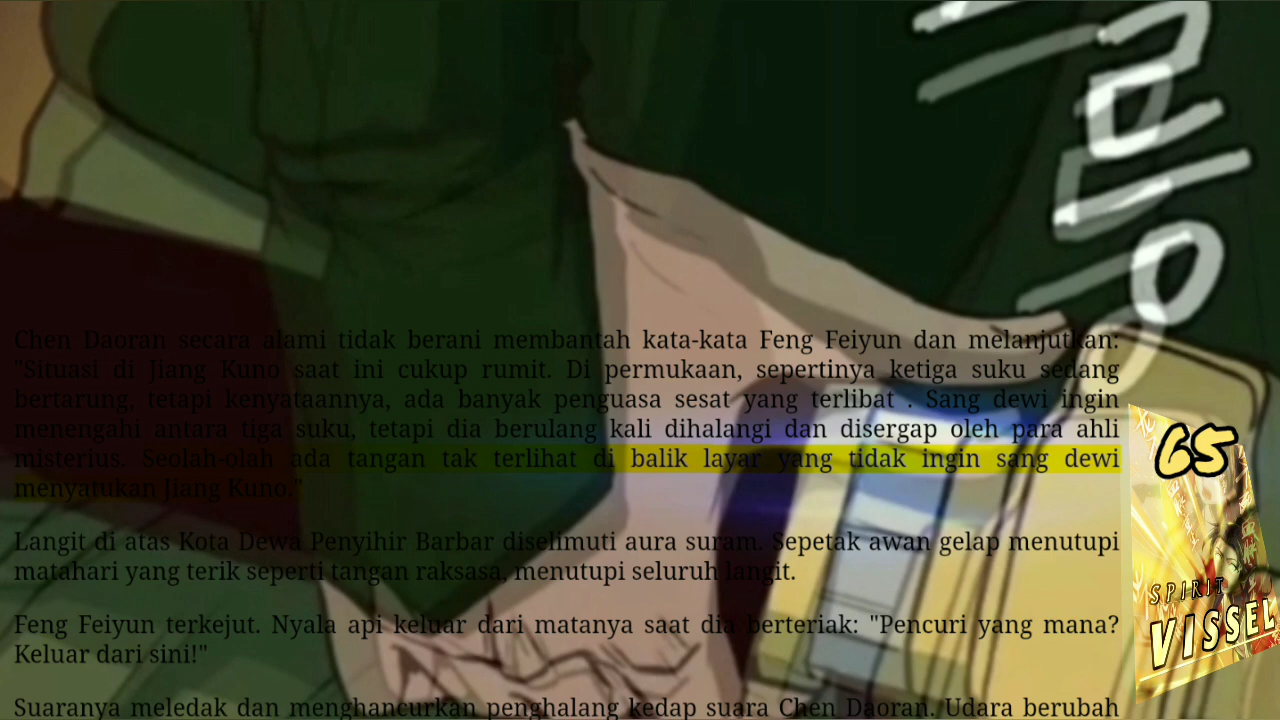 Chen Daoran secara alami tidak berani membantah kata-kata Feng Feiyun dan melanjutkan:
"Situasi di Jiang Kuno saat ini cukup rumit. Di permukaan, sepertinya ketiga suku sedang
bertarung, tetapi kenyataannya, ada banyak penguasa sesat yang terlibat . Sang dewi ingin
menengahi antara tiga suku, tetapi dia berulang kali dihalangi dan disergap oleh para ahli
misterius. Seolah-olah ada tangan tak terlihat di balik layar yang tidak ingin sang dewi
menyatukan Jiang Kuno."
Langit di atas Kota Dewa Penyihir Barbar diselimuti aura suram. Sepetak awan gelap menutupi
matahari yang terik seperti tangan raksasa, menutupi seluruh langit.
Feng Feiyun terkejut. Nyala api keluar dari matanya saat dia berteriak: "Pencuri yang mana?
Keluar dari sini!"
Suaranya meledak dan menghancurkan penghalang kedap suara Chen Daoran. Udara berubah
65
SPIRIT
VISSEL